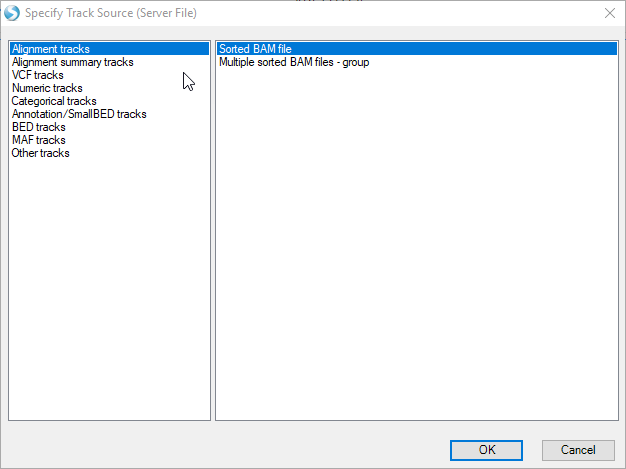 Specify Track Source (Server File)
Alignment tracks
Alignment summary tracks
VCF tracks
Numeric tracks
Categorical tracks
Annotation/SmallBED tracks
BED tracks
MAF tracks
Other tracks
Sorted BAM file
Multiple sorted BAM files - group
OK
Cancel